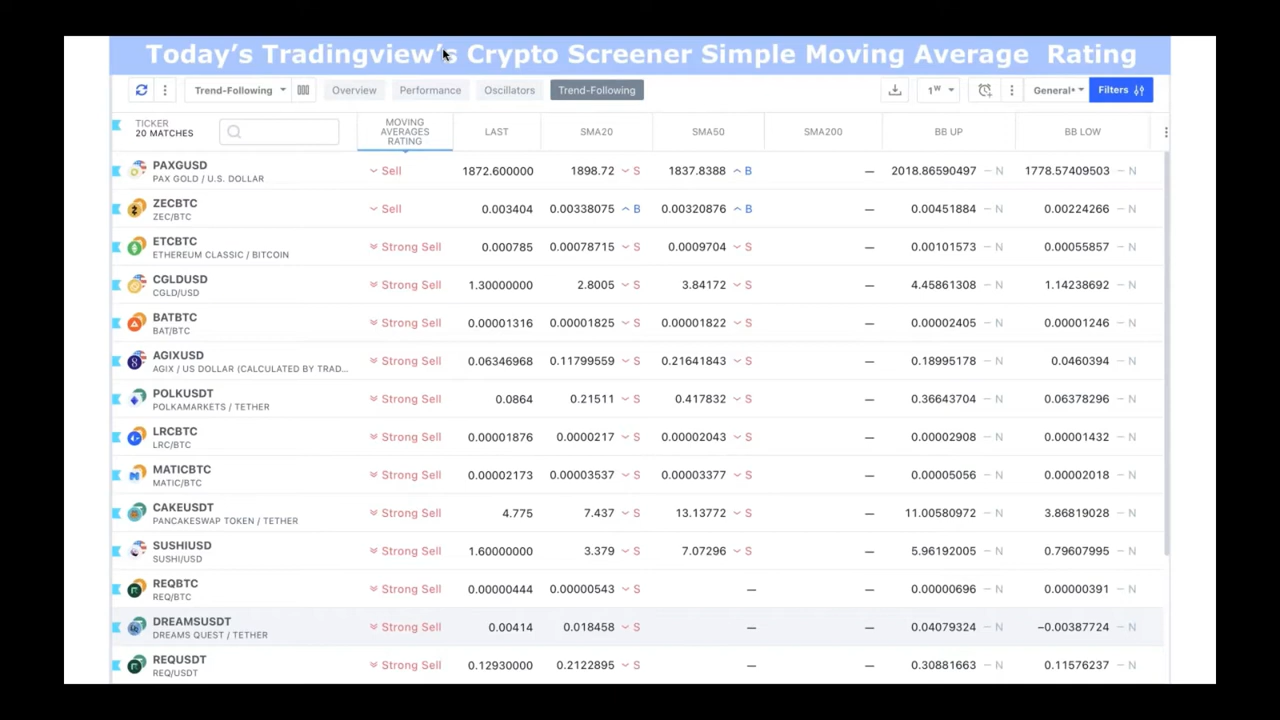 Today's Tradingview's Crypto Screener Simple Moving Average Rating
Trend-Following Overview Performance Oscillators Trend-Following 1W General* Filters
TICKER
20 MATCHES
MOVING
AVERAGES
RATING
LAST SMA20 SMA50 SMA200 BB UP BB LOW
PAXGUSD Sell 1872.600000 1898.72 S 1837.8388 B — 2018.86590497 – N 1778.57409503 – N
PAX GOLD / U.S. DOLLAR
ZECBTC Sell 0.003404 0.00338075 B 0.00320876 B — 0.00451884 – N 0.00224266 – N
ZEC/BTC
ETCBTC Strong Sell 0.000785 0.00078715 S 0.0009704 S — 0.00101573 – N 0.00055857 – N
ETHEREUM CLASSIC / BITCOIN
CGLDUSD Strong Sell 1.30000000 2.8005 S 3.84172 S — 4.45861308 – N 1.14238692 – N
CGLD/USD
BATBTC Strong Sell 0.00001316 0.00001825 S 0.00001822 S — 0.00002405 – N 0.00001246 – N
BAT/BTC
AGIXUSD Strong Sell 0.06346968 0.11799559 S 0.21641843 S — 0.18995178 – N 0.0460394 – N
AGIX / US DOLLAR (CALCULATED BY TRAD...
POLKUSDT Strong Sell 0.0864 0.21511 S 0.417832 S — 0.36643704 – N 0.06378296 – N
POLKAMARKETS / TETHER
LRCBTC Strong Sell 0.00001876 0.0000217 S 0.00002043 S — 0.00002908 – N 0.00001432 – N
LRC/BTC
MATICBTC Strong Sell 0.00002173 0.00003537 S 0.00003377 S — 0.00005056 – N 0.00002018 – N
MATIC/BTC
CAKEUSDT Strong Sell 4.775 7.437 S 13.13772 S — 11.00580972 – N 3.86819028 – N
PANCAKESWAP TOKEN / TETHER
SUSHIUSD Strong Sell 1.60000000 3.379 S 7.07296 S — 5.96192005 – N 0.79607995 – N
SUSHI/USD
REQBTC Strong Sell 0.00000444 0.00000543 S — — 0.00000696 – N 0.00000391 – N
REQ/BTC
DREAMSUSDT Strong Sell 0.00414 0.018458 S — — 0.04079324 – N −0.00387724 – N
DREAMS QUEST / TETHER
REQUSDT Strong Sell 0.12930000 0.2122895 S — — 0.30881663 – N 0.11576237 – N
REQ/USDT